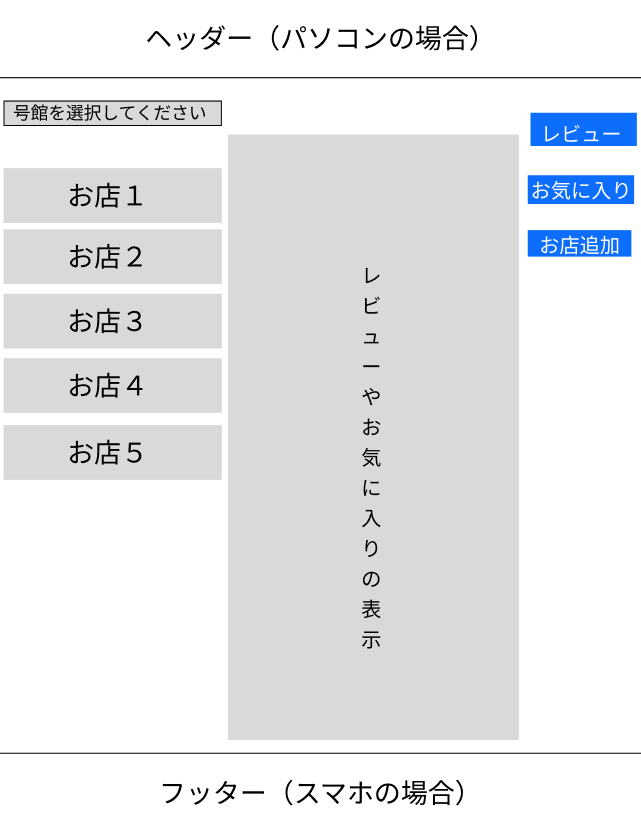 ヘッダー（パソコンの場合）
号館を選択してください
お店１
お店２
お店３
お店４
お店５
レビューやお気に入りの表示
レビュー
お気に入り
お店追加
フッター（スマホの場合）